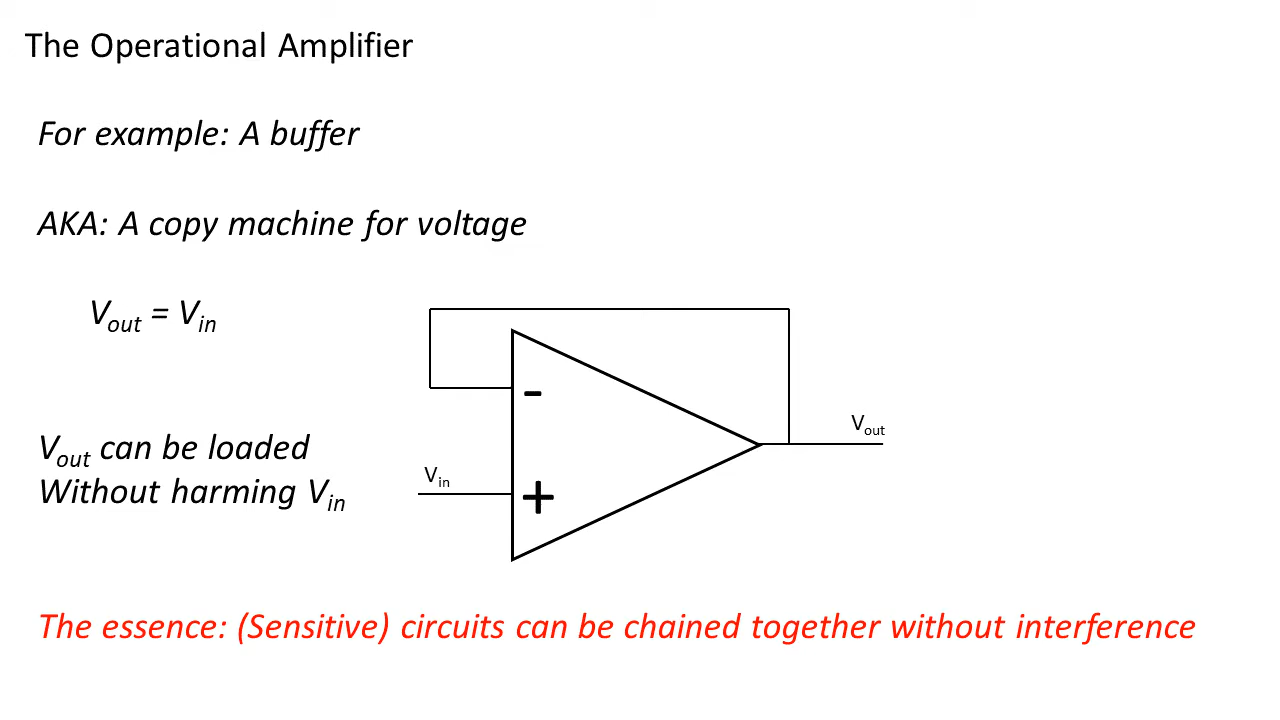 The Operational Amplifier
For example: A buffer
AKA: A copy machine for voltage
Vout = Vin
Vout can be loaded
Without harming Vin
-
+
Vin
Vout
The essence: (Sensitive) circuits can be chained together without interference